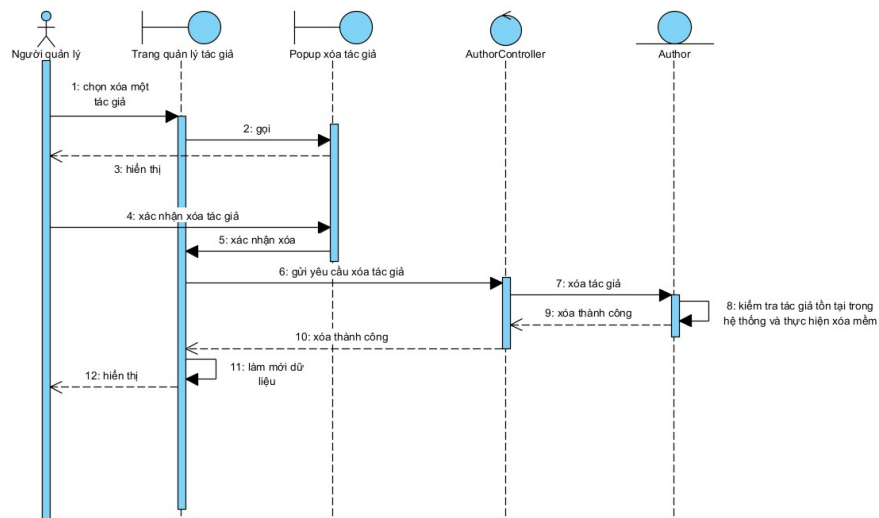 Người quản lý
Trang quản lý tác giả
Popup xóa tác giả
AuthorController
Author
1: chọn xóa một
tác giả
2: gọi
3: hiển thị
4: xác nhận xóa tác giả
5: xác nhận xóa
6: gửi yêu cầu xóa tác giả
7: xóa tác giả
8: kiểm tra tác giả tồn tại trong
hệ thống và thực hiện xóa mềm
9: xóa thành công
10: xóa thành công
11: làm mới dữ
liệu
12: hiển thị